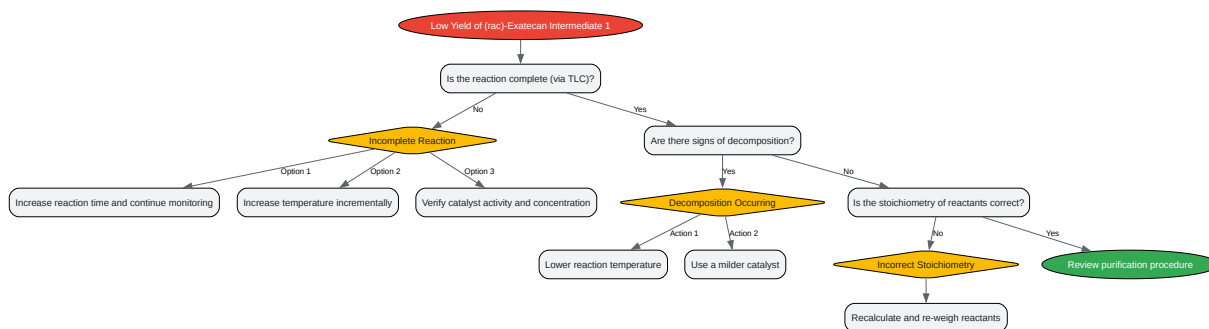 Low Yield of (rac)-Exatecan Intermediate 1
Is the reaction complete (via TLC)?
No
Yes
Incomplete Reaction
Are there signs of decomposition?
Option 1
Option 2
Option 3
Yes
No
Increase reaction time and continue monitoring
Increase temperature incrementally
Verify catalyst activity and concentration
Decomposition Occurring
Is the stoichiometry of reactants correct?
Action 1
Action 2
No
Yes
Lower reaction temperature
Use a milder catalyst
Incorrect Stoichiometry
Review purification procedure
Recalculate and re-weigh reactants